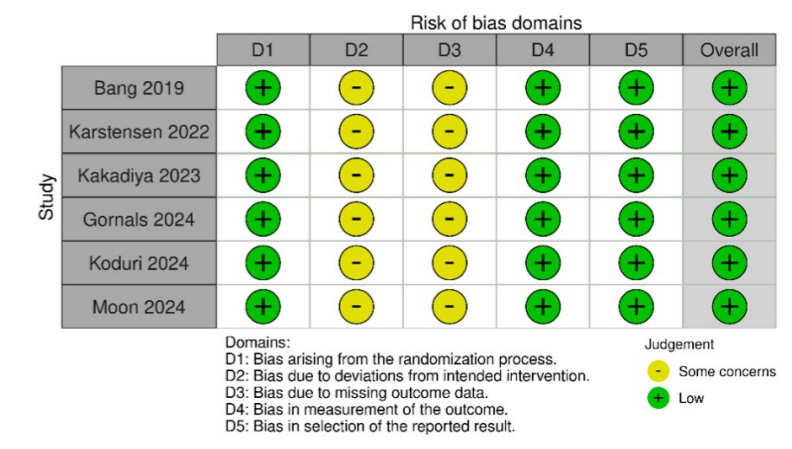 Risk of bias domains
D1 D2 D3 D4 D5 Overall
Study
Bang 2019 + - - + + +
Karstensen 2022 + - - + + +
Kakadiya 2023 + - - + + +
Gornals 2024 + - - + + +
Koduri 2024 + - - + + +
Moon 2024 + - - + + +
Domains:
D1: Bias arising from the randomization process.
D2: Bias due to deviations from intended intervention.
D3: Bias due to missing outcome data.
D4: Bias in measurement of the outcome.
D5: Bias in selection of the reported result.
Judgement
- Some concerns
+ Low